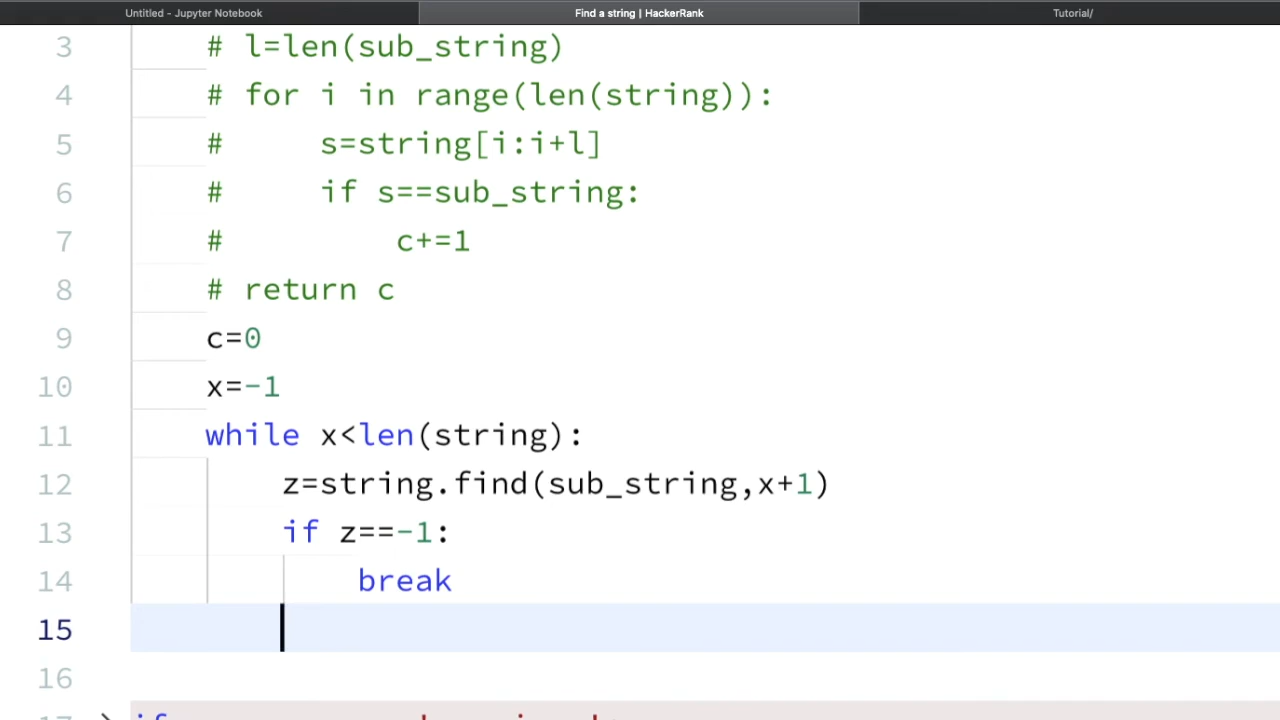 Untitled - Jupyter Notebook
Find a string | HackerRank
Tutorial/
3 # l=len(sub_string)
4 # for i in range(len(string)):
5 #     s=string[i:i+l]
6 #     if s==sub_string:
7 #         c+=1
8 # return c
9 c=0
10 x=-1
11 while x<len(string):
12     z=string.find(sub_string,x+1)
13     if z==-1:
14         break
15
16
17 if